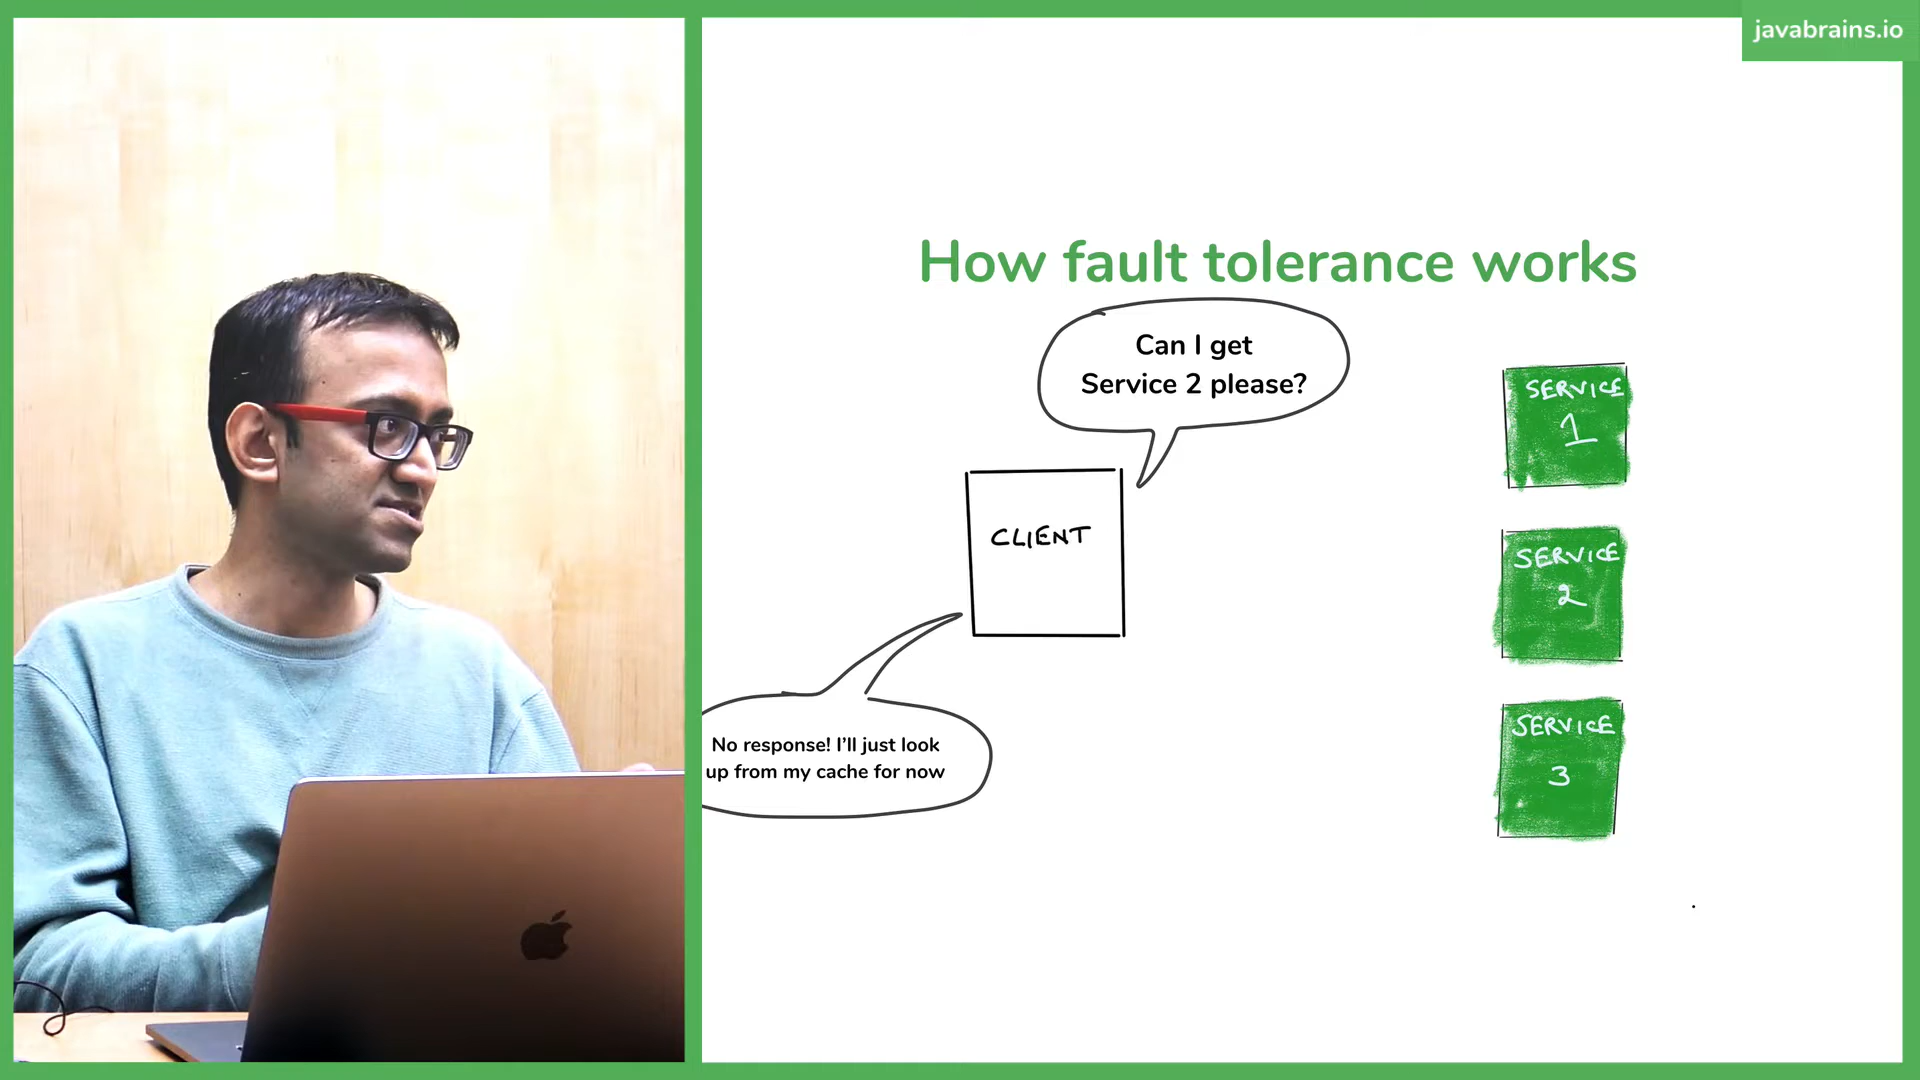 javabrains.io
How fault tolerance works
Can I get
Service 2 please?
CLIENT
No response! I'll just look
up from my cache for now
SERVICE
1
SERVICE
2
SERVICE
3